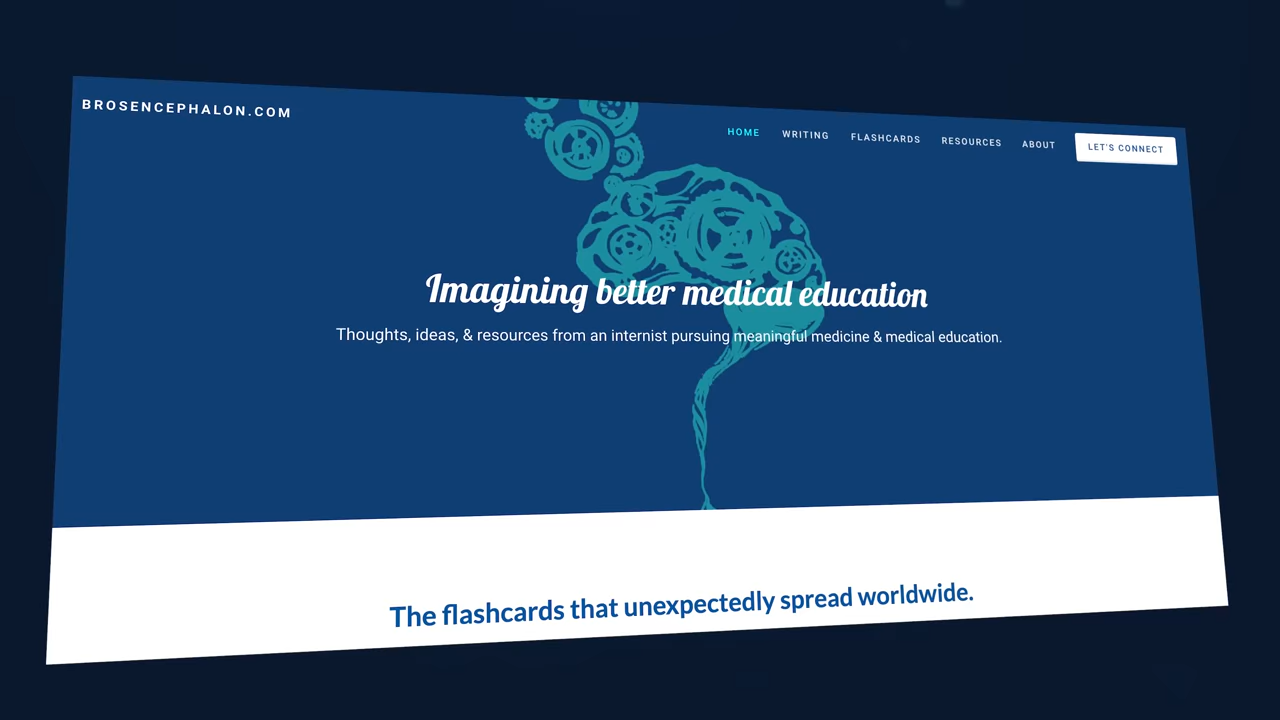 BROSENCEPHALON.COM
HOME WRITING FLASHCARDS RESOURCES ABOUT LET'S CONNECT
Imagining better medical education
Thoughts, ideas, & resources from an internist pursuing meaningful medicine & medical education.
The flashcards that unexpectedly spread worldwide.